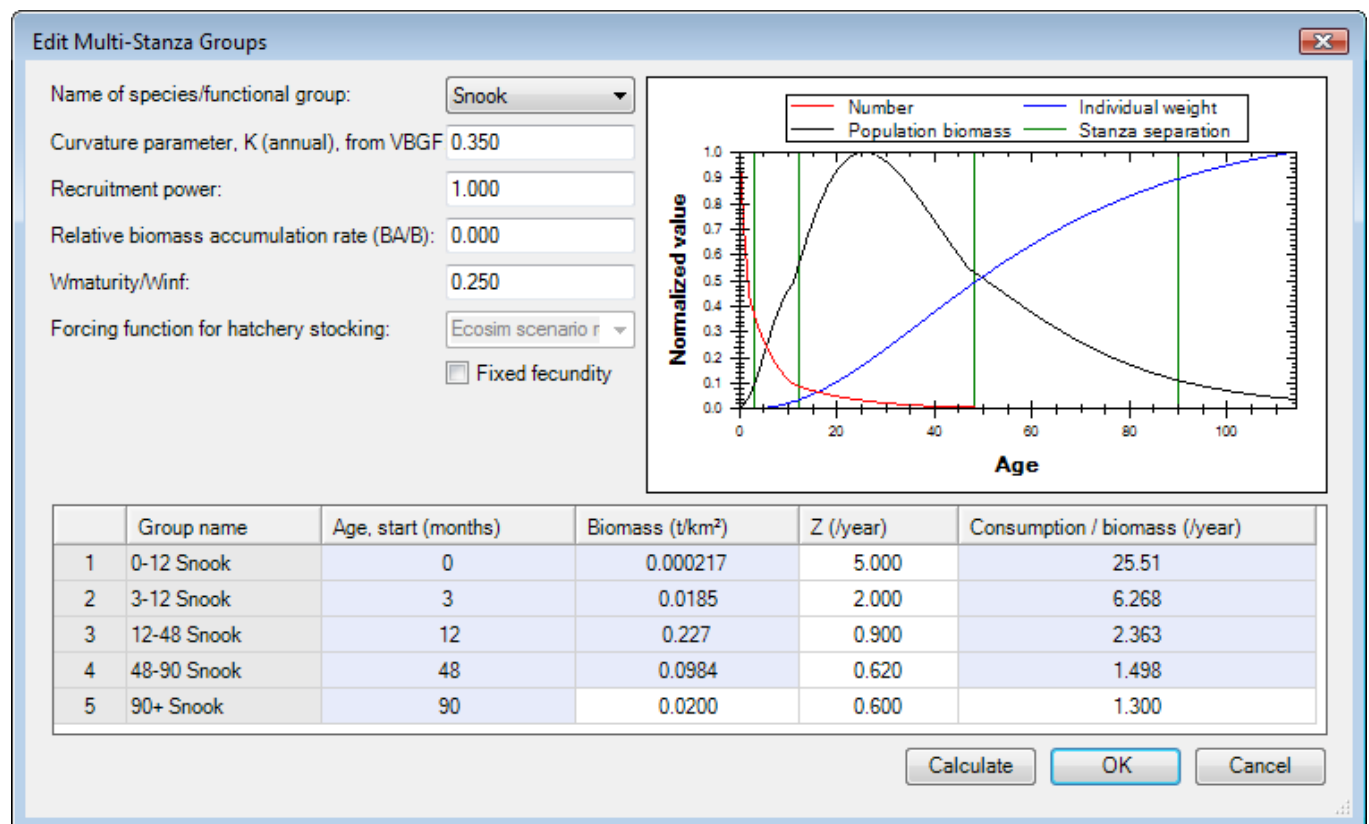 Edit Multi-Stanza Groups
Name of species/functional group: Snook
Curvature parameter, K (annual), from VBGF 0.350
Recruitment power: 1.000
Relative biomass accumulation rate (BA/B): 0.000
Wmaturity/Winf: 0.250
Forcing function for hatchery stocking: Ecosim scenario r
Fixed fecundity
Number Individual weight
Population biomass Stanza separation
Normalized value
1.0
0.9
0.8
0.7
0.6
0.5
0.4
0.3
0.2
0.1
0.0
0 20 40 60 80 100
Age
Group name Age, start (months) Biomass (t/km²) Z (/year) Consumption / biomass (/year)
1 0-12 Snook 0 0.000217 5.000 25.51
2 3-12 Snook 3 0.0185 2.000 6.268
3 12-48 Snook 12 0.227 0.900 2.363
4 48-90 Snook 48 0.0984 0.620 1.498
5 90+ Snook 90 0.0200 0.600 1.300
Calculate OK Cancel